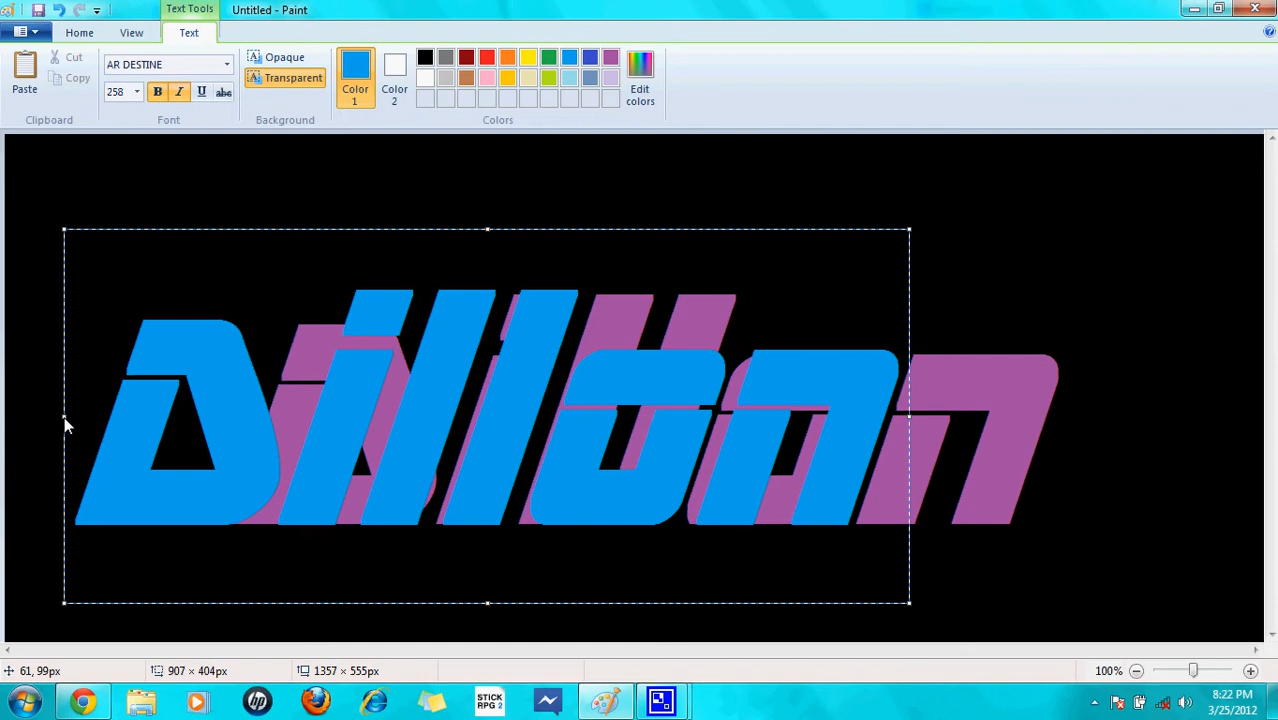 Text Tools
Untitled - Paint
Home View Text
Paste
Cut
Copy
Clipboard
AR DESTINE
258 B I U abc
Font
A Opaque
A Transparent
Background
Color 1
Color 2
Edit colors
Colors
Dillon
Dillon
61, 99px
907 × 404px
1357 × 555px
100%
hp
STICK RPG 2
8:22 PM
3/25/2012